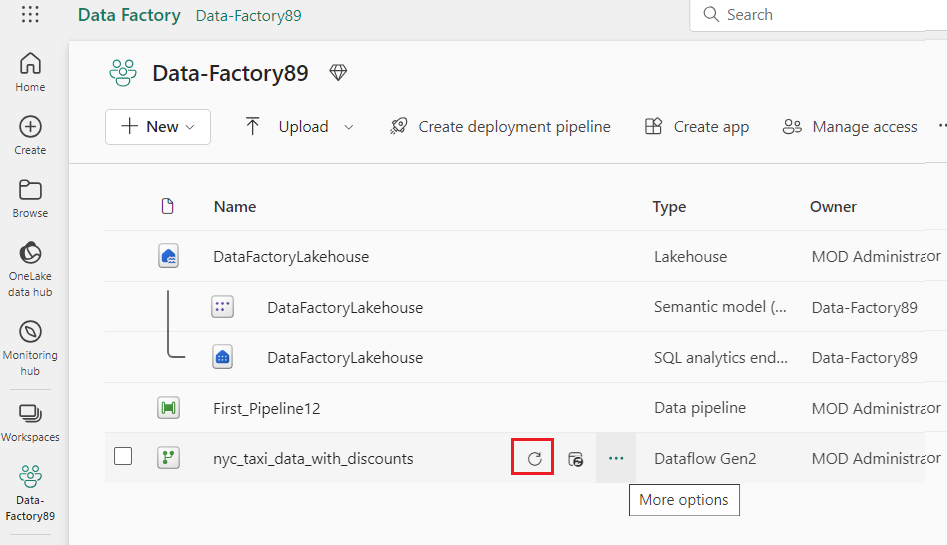 Data Factory Data-Factory89
Search
Home
Create
Browse
OneLake
data hub
Monitoring
hub
Workspaces
Data-
Factory89
Data-Factory89
New Upload Create deployment pipeline Create app Manage access ...
Name Type Owner
DataFactoryLakehouse Lakehouse MOD Administrator
DataFactoryLakehouse Semantic model (... Data-Factory89
DataFactoryLakehouse SQL analytics end... Data-Factory89
First_Pipeline12 Data pipeline MOD Administrator
nyc_taxi_data_with_discounts ... Dataflow Gen2 MOD Administrator
More options